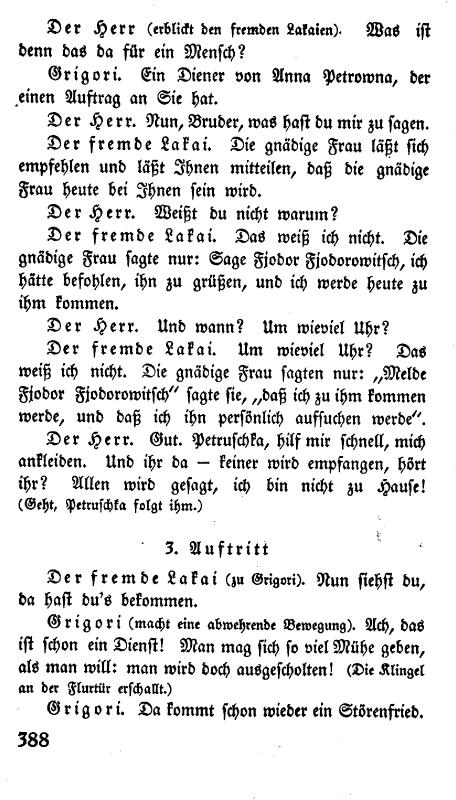 Der Herr (erblickt den fremden Lakaien). Was ist
denn das da für ein Mensch?
Grigori. Ein Diener von Anna Petrowna, der
einen Auftrag an Sie hat.
Der Herr. Nun, Bruder, was hast du mir zu sagen.
Der fremde Lakai. Die gnädige Frau läßt sich
empfehlen und läßt Ihnen mitteilen, daß die gnädige
Frau heute bei Ihnen sein wird.
Der Herr. Weißt du nicht warum?
Der fremde Lakai. Das weiß ich nicht. Die
gnädige Frau sagte nur: Sage Fjodor Fjodorowitsch, ich
hätte befohlen, ihn zu grüßen, und ich werde heute zu
ihm kommen.
Der Herr. Und wann? Um wieviel Uhr?
Der fremde Lakai. Um wieviel Uhr? Das
weiß ich nicht. Die gnädige Frau sagten nur: „Melde
Fjodor Fjodorowitsch“ sagte sie, „daß ich zu ihm kommen
werde, und daß ich ihn persönlich aufsuchen werde“.
Der Herr. Gut. Petruschka, hilf mir schnell, mich
ankleiden. Und ihr da – keiner wird empfangen, hört
ihr? Allen wird gesagt, ich bin nicht zu Hause!
(Geht, Petruschka folgt ihm.)
3. Auftritt
Der fremde Lakai (zu Grigori). Nun siehst du,
da hast du's bekommen.
Grigori (macht eine abwehrende Bewegung). Ach, das
ist schon ein Dienst! Man mag sich so viel Mühe geben,
als man will: man wird doch ausgescholten! (Die Klingel
an der Flurtür erschallt.)
Grigori. Da kommt schon wieder ein Störenfried.
388